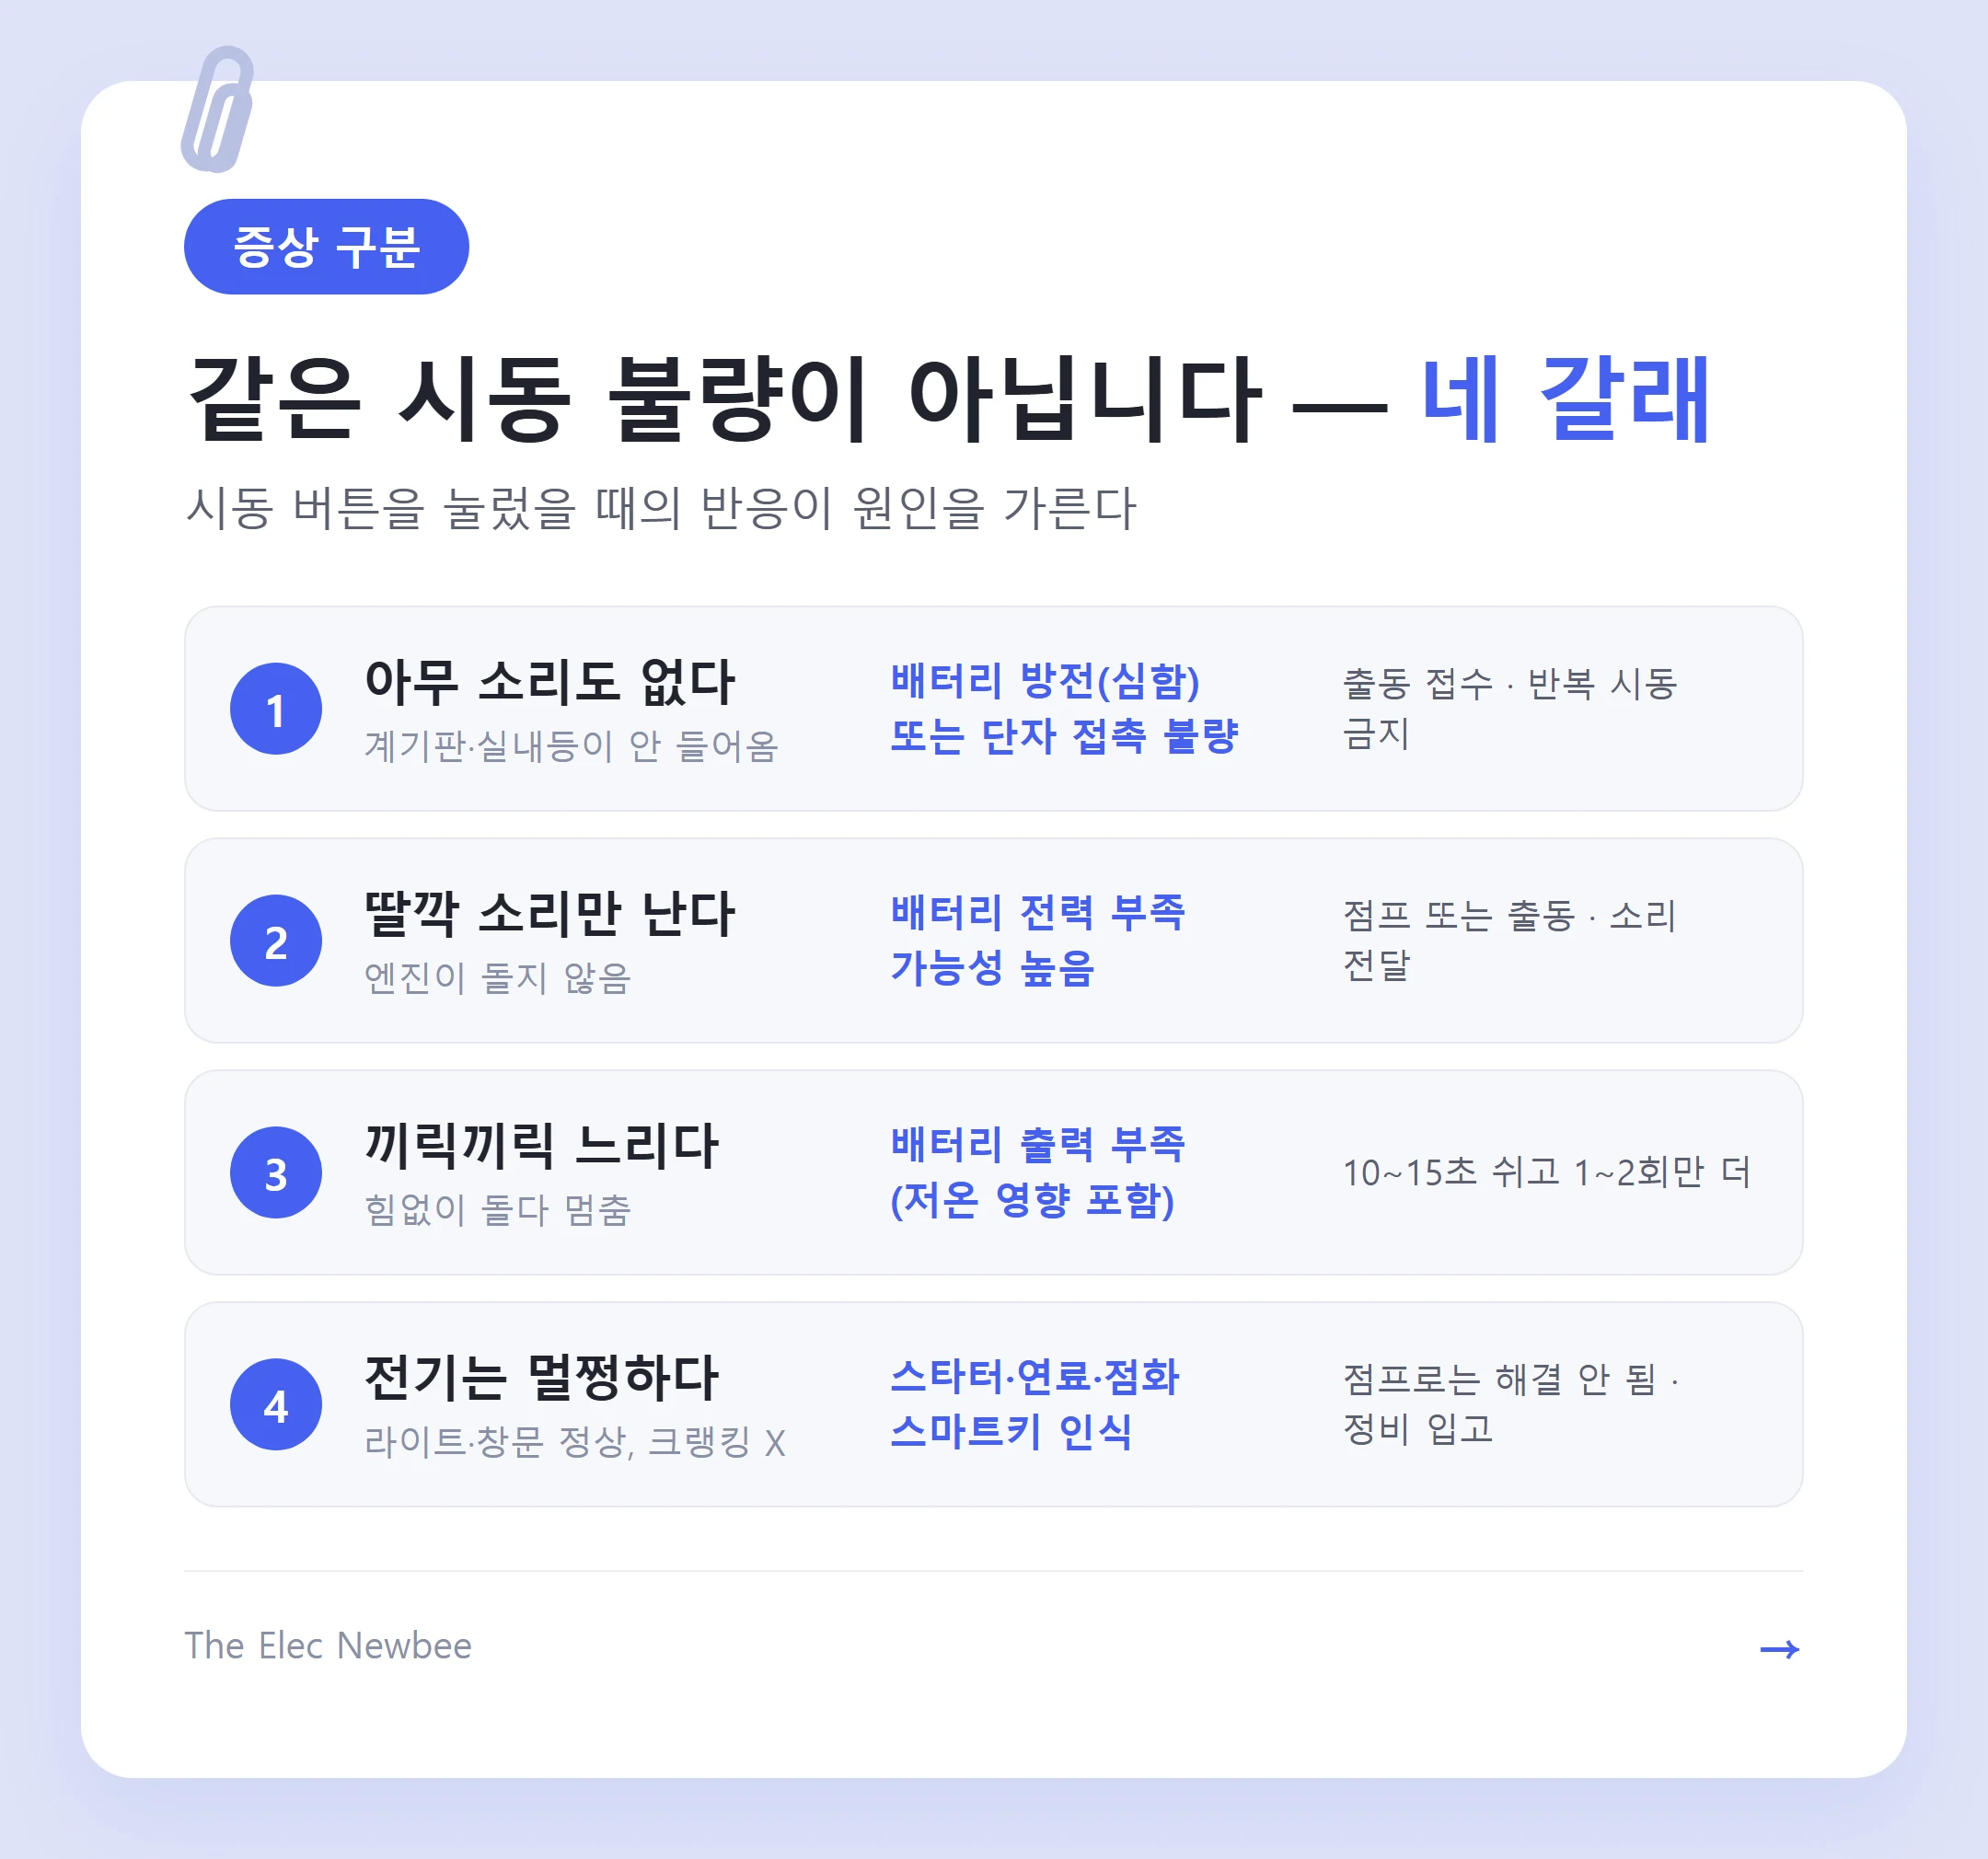 증상 구분
같은 시동 불량이 아닙니다 — 네 갈래
시동 버튼을 눌렀을 때의 반응이 원인을 가른다
1
아무 소리도 없다
계기판·실내등이 안 들어옴
배터리 방전(심함)
또는 단자 접촉 불량
출동 접수 · 반복 시동
금지
2
딸깍 소리만 난다
엔진이 돌지 않음
배터리 전력 부족
가능성 높음
점프 또는 출동 · 소리
전달
3
끼릭끼릭 느리다
힘없이 돌다 멈춤
배터리 출력 부족
(저온 영향 포함)
10~15초 쉬고 1~2회만 더
4
전기는 멀쩡하다
라이트·창문 정상, 크랭킹 X
스타터·연료·점화
스마트키 인식
점프로는 해결 안 됨 ·
정비 입고
The Elec Newbee
→